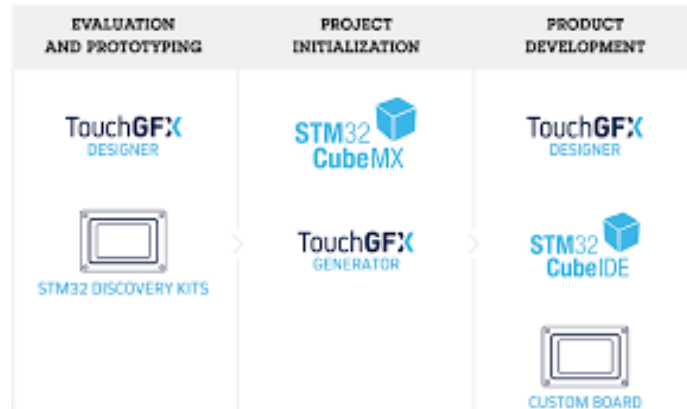 EVALUATION
AND PROTOTYPING
TouchGFX
DESIGNER
STM32 DISCOVERY KITS
PROJECT
INITIALIZATION
STM32
CubeMX
TouchGFX
GENERATOR
PRODUCT
DEVELOPMENT
TouchGFX
DESIGNER
STM32
CubeIDE
CUSTOM BOARD